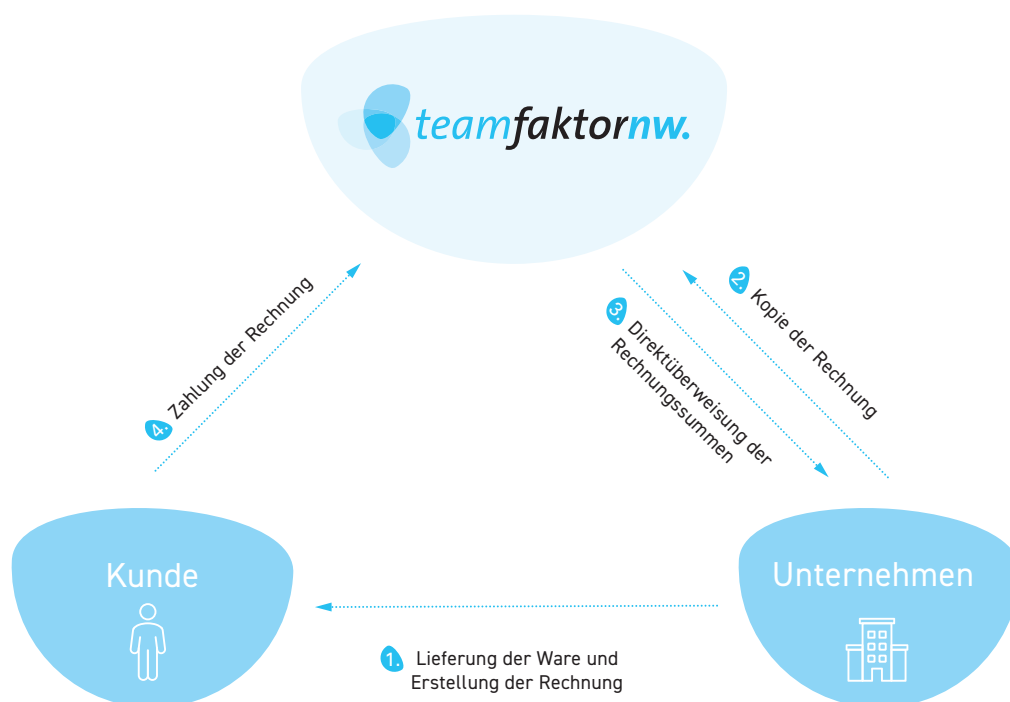 teamfaktornw.
4. Zahlung der Rechnung
2. Kopie der Rechnung
3. Direktüberweisung der
Rechnungssummen
Kunde
Unternehmen
1. Lieferung der Ware und
Erstellung der Rechnung